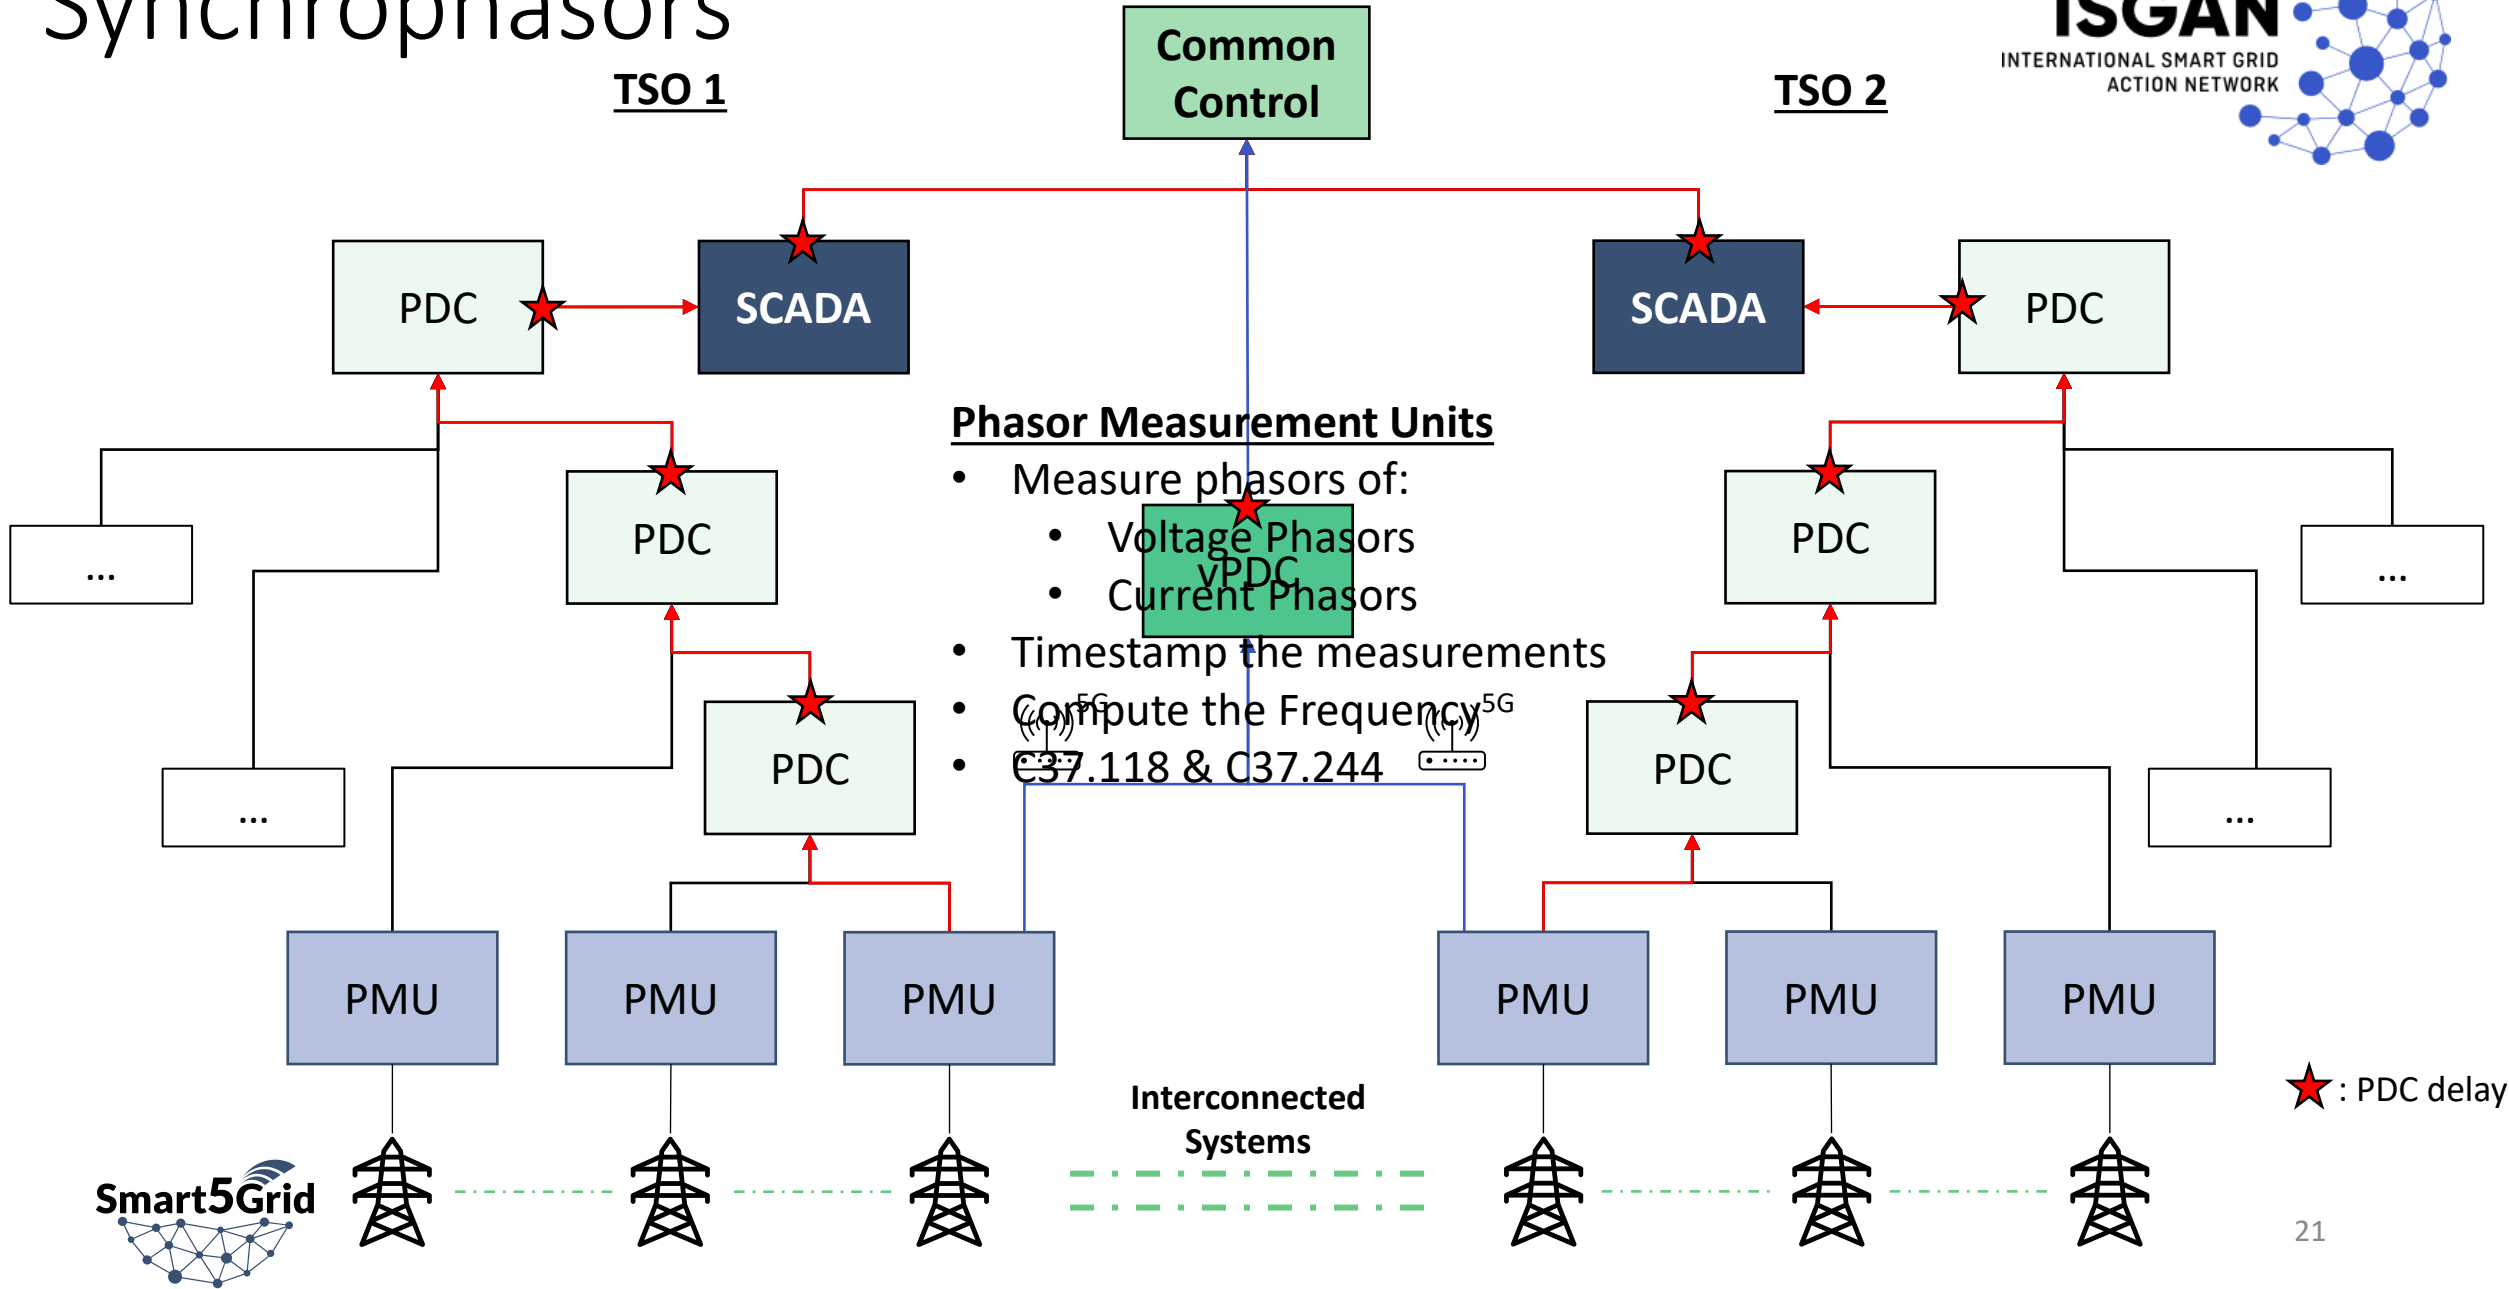 Synchrophasors
ISGAN
INTERNATIONAL SMART GRID
ACTION NETWORK
TSO 1
Common
Control
TSO 2
PDC
SCADA
SCADA
PDC
Phasor Measurement Units
• Measure phasors of:
• Voltage Phasors
• Current Phasors
• Timestamp the measurements
• Compute the Frequency
• C37.118 & C37.244
vPDC
5G
5G
...
PDC
PDC
...
...
PDC
PDC
...
PMU
PMU
PMU
PMU
PMU
PMU
Interconnected
Systems
: PDC delay
Smart5Grid
21